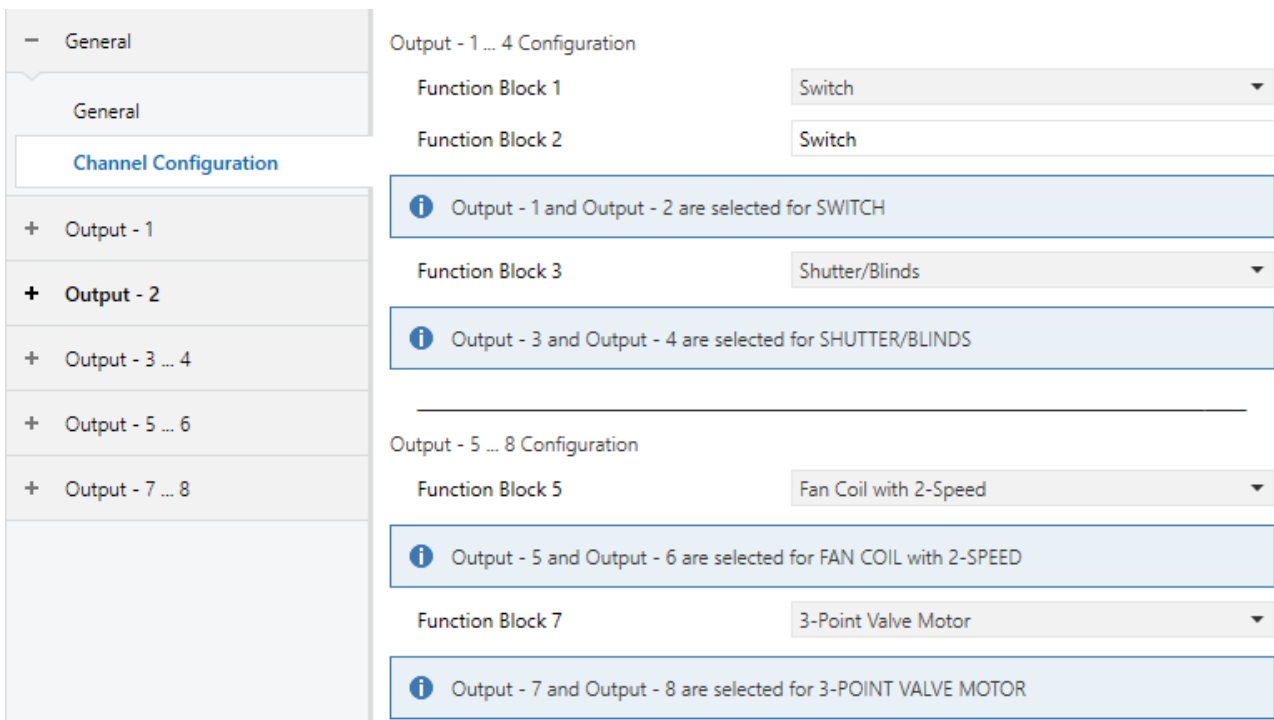 General
General
Channel Configuration
Output - 1
Output - 2
Output - 3 ... 4
Output - 5 ... 6
Output - 7 ... 8
Output - 1 ... 4 Configuration
Function Block 1 Switch
Function Block 2 Switch
Output - 1 and Output - 2 are selected for SWITCH
Function Block 3 Shutter/Blinds
Output - 3 and Output - 4 are selected for SHUTTER/BLINDS
Output - 5 ... 8 Configuration
Function Block 5 Fan Coil with 2-Speed
Output - 5 and Output - 6 are selected for FAN COIL with 2-SPEED
Function Block 7 3-Point Valve Motor
Output - 7 and Output - 8 are selected for 3-POINT VALVE MOTOR